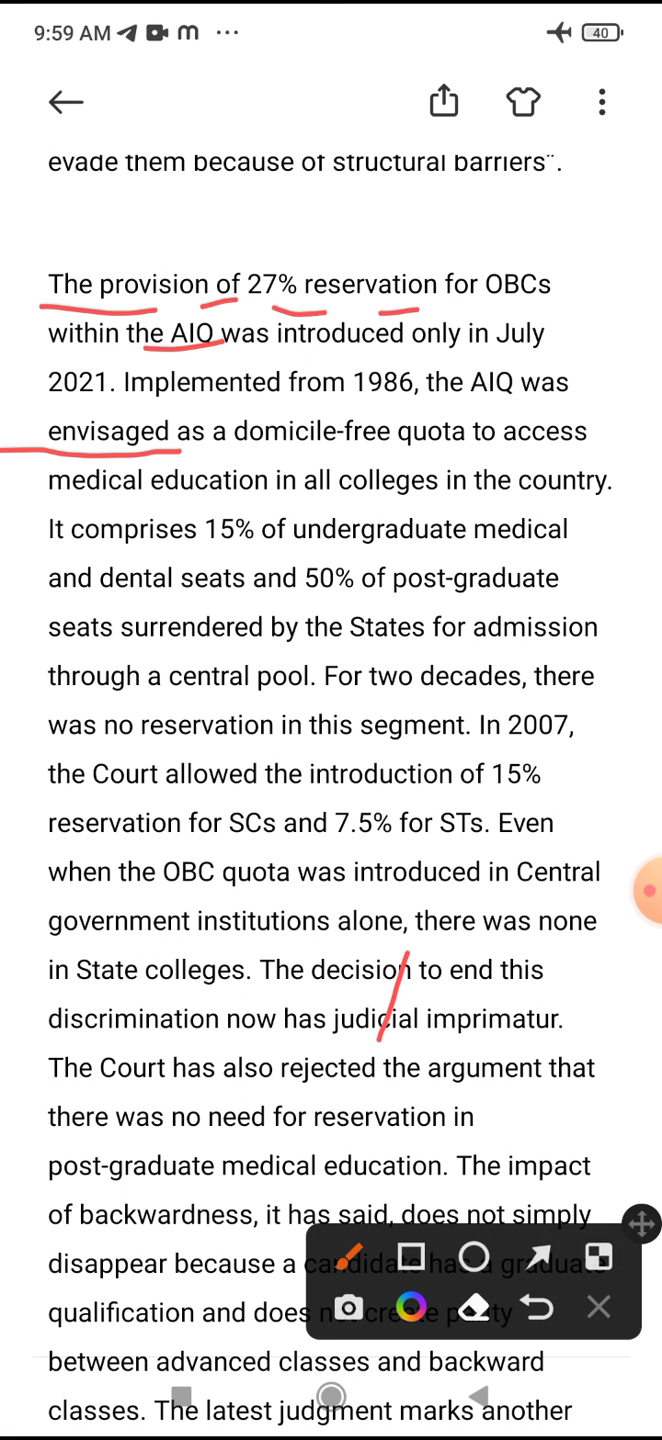 9:59 AM
40
evade them because of structural barriers".
The provision of 27% reservation for OBCs
within the AIQ was introduced only in July
2021. Implemented from 1986, the AIQ was
envisaged as a domicile-free quota to access
medical education in all colleges in the country.
It comprises 15% of undergraduate medical
and dental seats and 50% of post-graduate
seats surrendered by the States for admission
through a central pool. For two decades, there
was no reservation in this segment. In 2007,
the Court allowed the introduction of 15%
reservation for SCs and 7.5% for STs. Even
when the OBC quota was introduced in Central
government institutions alone, there was none
in State colleges. The decision to end this
discrimination now has judicial imprimatur.
The Court has also rejected the argument that
there was no need for reservation in
post-graduate medical education. The impact
of backwardness, it has said, does not simply
disappear because a candidate has a graduate
qualification and does not create parity
between advanced classes and backward
classes. The latest judgment marks another